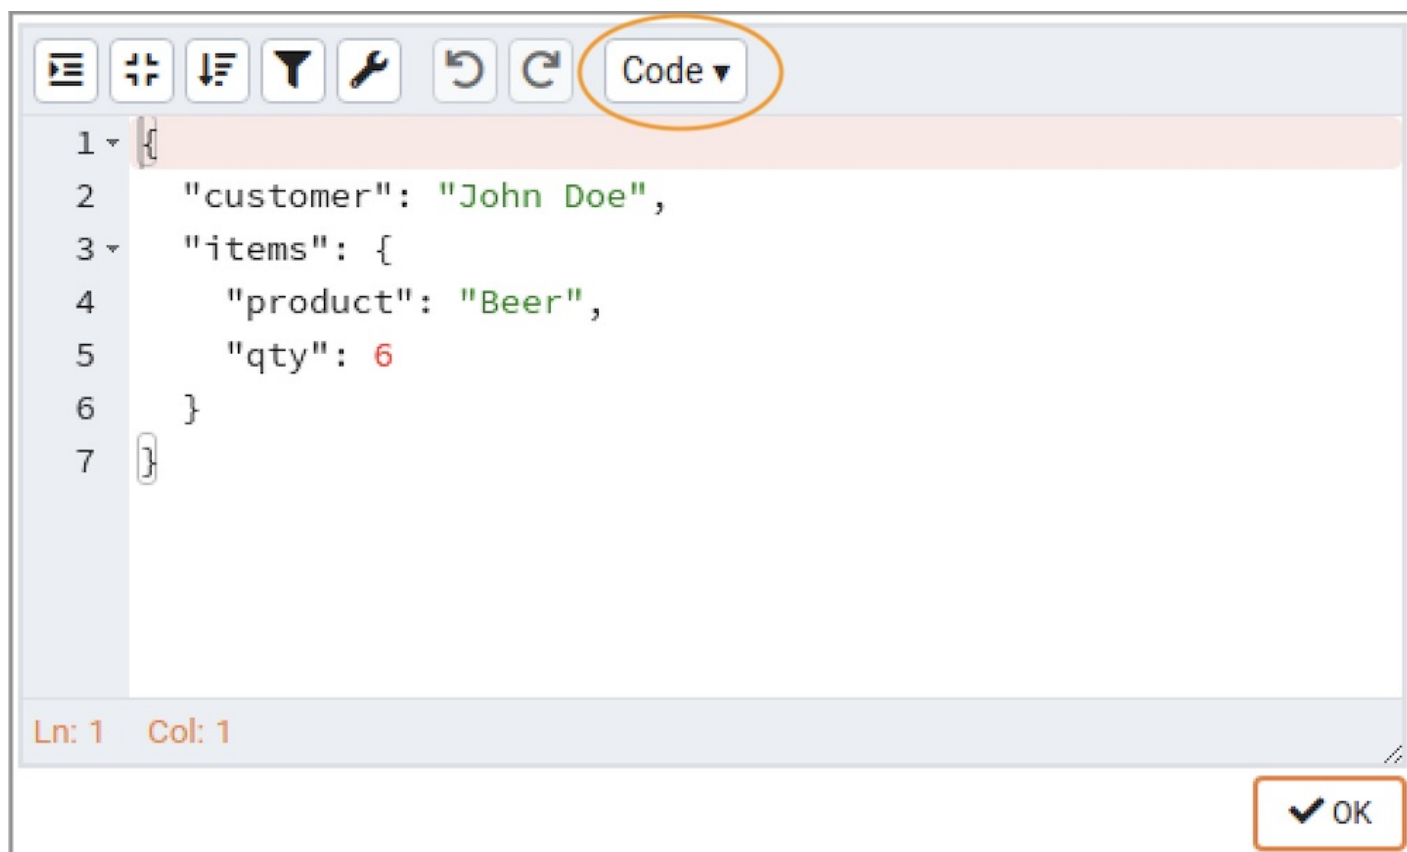 Code ▾
1 {
2   "customer": "John Doe",
3   "items": {
4     "product": "Beer",
5     "qty": 6
6   }
7 }
Ln: 1 Col: 1
OK